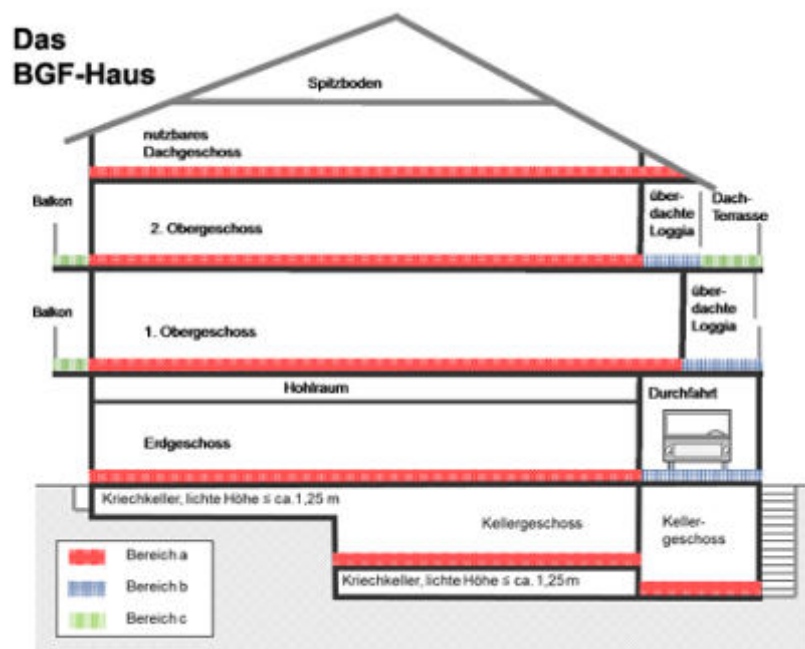 Das
BGF-Haus
Spitzboden
nutzbares
Dachgeschoss
Balkon
2. Obergeschoss
über-
dachte
Loggia
Dach-
Terrasse
Balkon
1. Obergeschoss
über-
dachte
Loggia
Hohlraum
Durchfahrt
Erdgeschoss
Kriechkeller, lichte Höhe ≤ ca.1,25 m
Kellergeschoss
Keller-
geschoss
Kriechkeller, lichte Höhe ≤ ca. 1,25 m
Bereich a
Bereich b
Bereich c